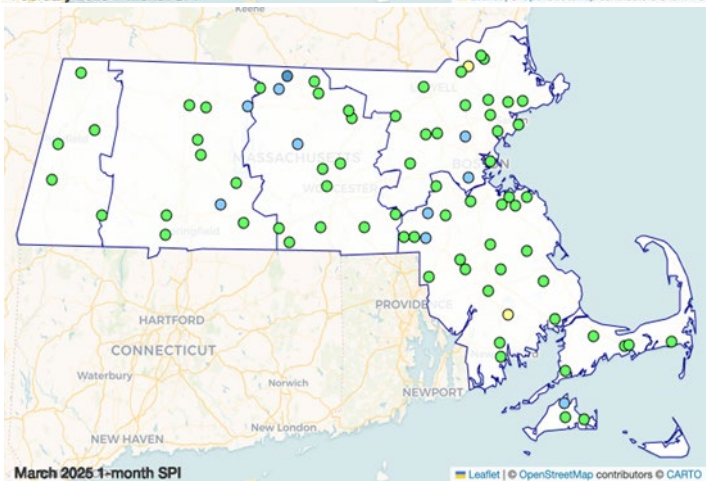 Keene
LOWELL
MASSACHUSETTS
BOSTON
WORCESTER
Springfield
PROVIDENCE
HARTFORD
CONNECTICUT
Waterbury
Norwich
NEWPORT
New London
NEW HAVEN
March 2025 1-month SPI
Leaflet | © OpenStreetMap contributors © CARTO